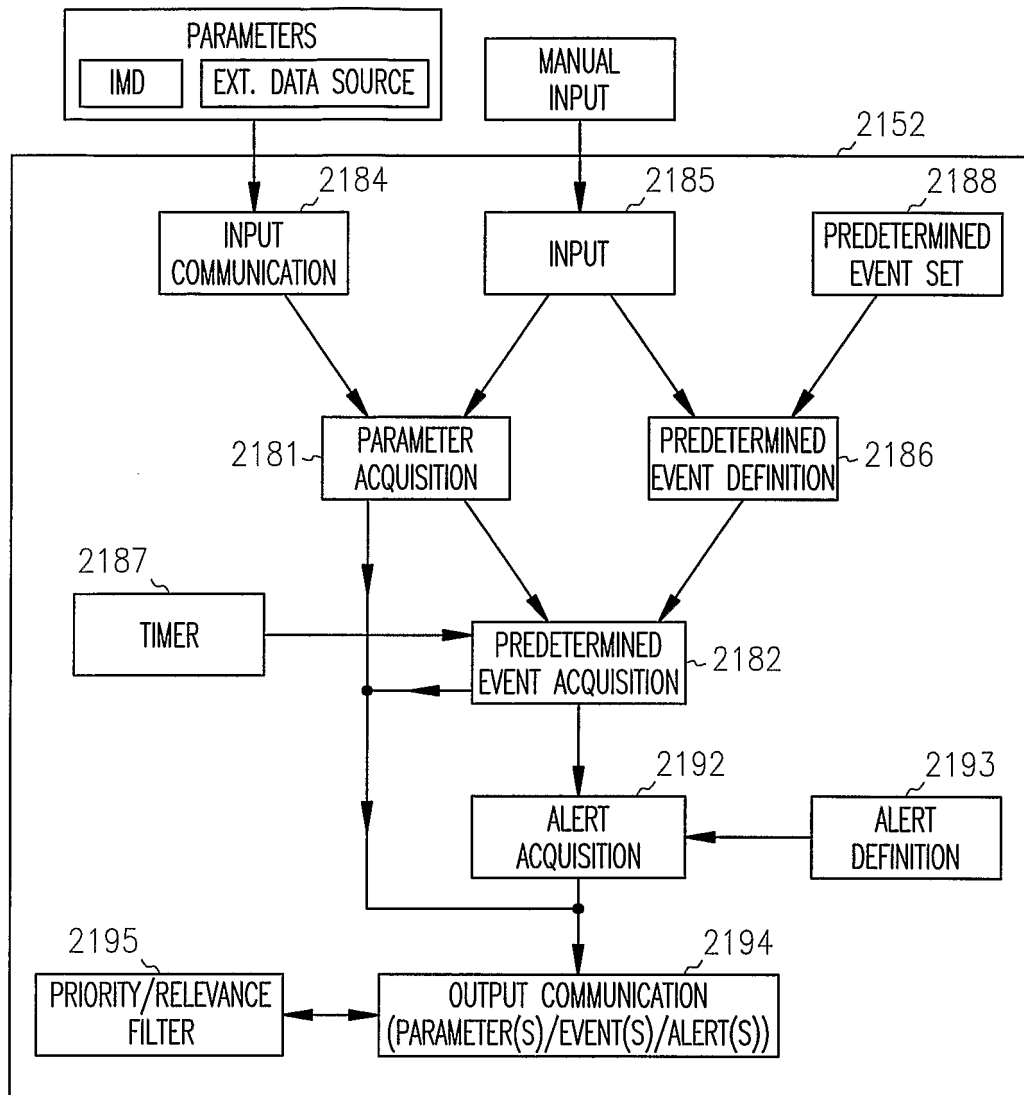 PARAMETERS
IMD
EXT. DATA SOURCE
MANUAL
INPUT
2152
2184
2185
2188
INPUT
COMMUNICATION
INPUT
PREDETERMINED
EVENT SET
2181
PARAMETER
ACQUISITION
PREDETERMINED
EVENT DEFINITION
2186
2187
TIMER
PREDETERMINED
EVENT ACQUISITION
2182
2192
2193
ALERT
ACQUISITION
ALERT
DEFINITION
2195
2194
PRIORITY/RELEVANCE
FILTER
OUTPUT COMMUNICATION
(PARAMETER(S)/EVENT(S)/ALERT(S))